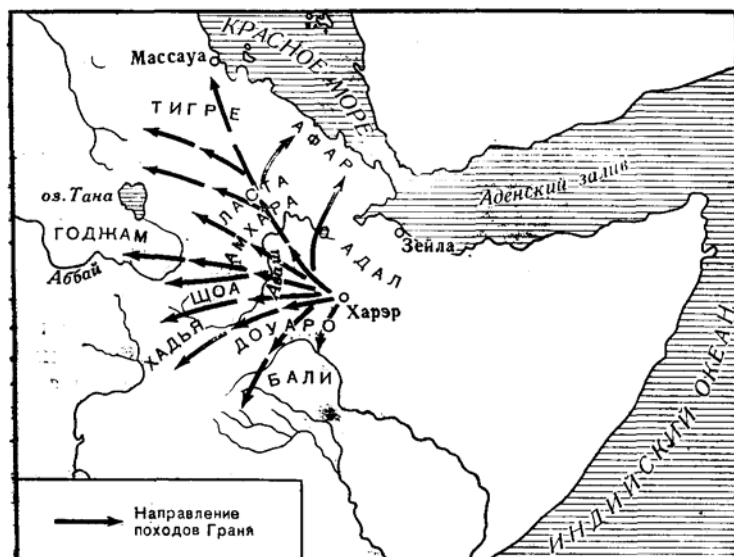 КРАСНОЕ МОРЕ
Массауа
ТИГРЕ
АФАР
ЛАСТА
оз. Тана
АМХАРА
Аденский залив
ГОДЖАМ
Зейла
АДАЛ
Аббай
Аваш
ШОА
Харэр
ХАДЬЯ
ДОУАРО
БАЛИ
ИНДИЙСКИЙ ОКЕАН
Направление
походов Граня